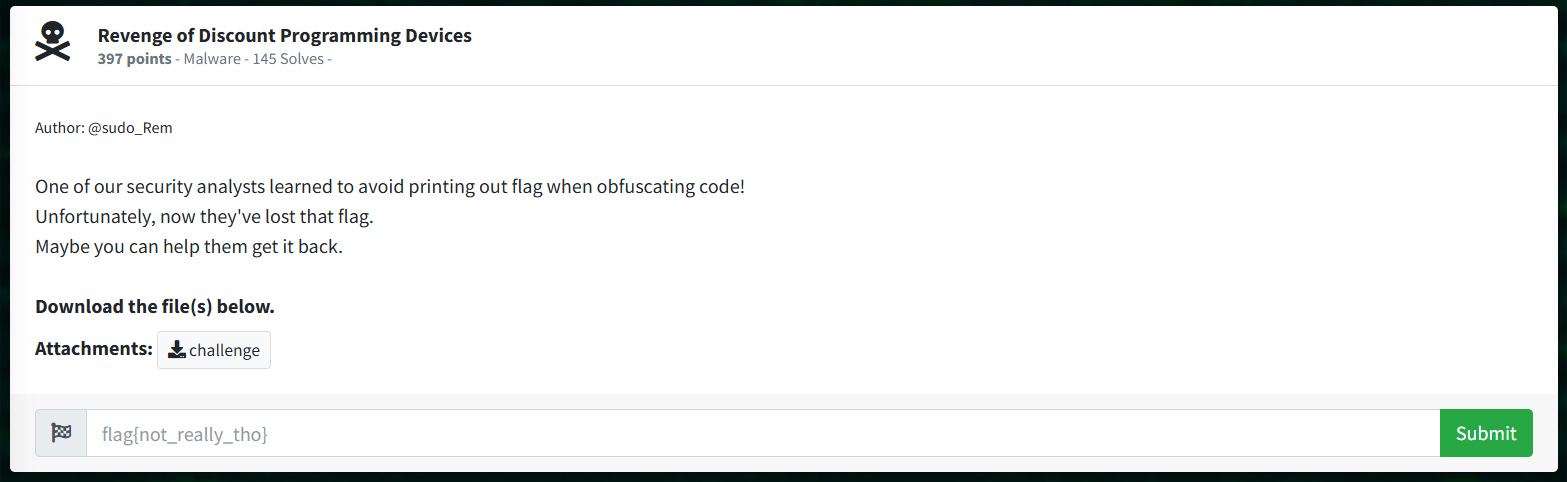 Revenge of Discount Programming Devices
397 points - Malware - 145 Solves -
Author: @sudo_Rem
One of our security analysts learned to avoid printing out flag when obfuscating code!
Unfortunately, now they've lost that flag.
Maybe you can help them get it back.
Download the file(s) below.
Attachments: challenge
flag{not_really_tho} Submit